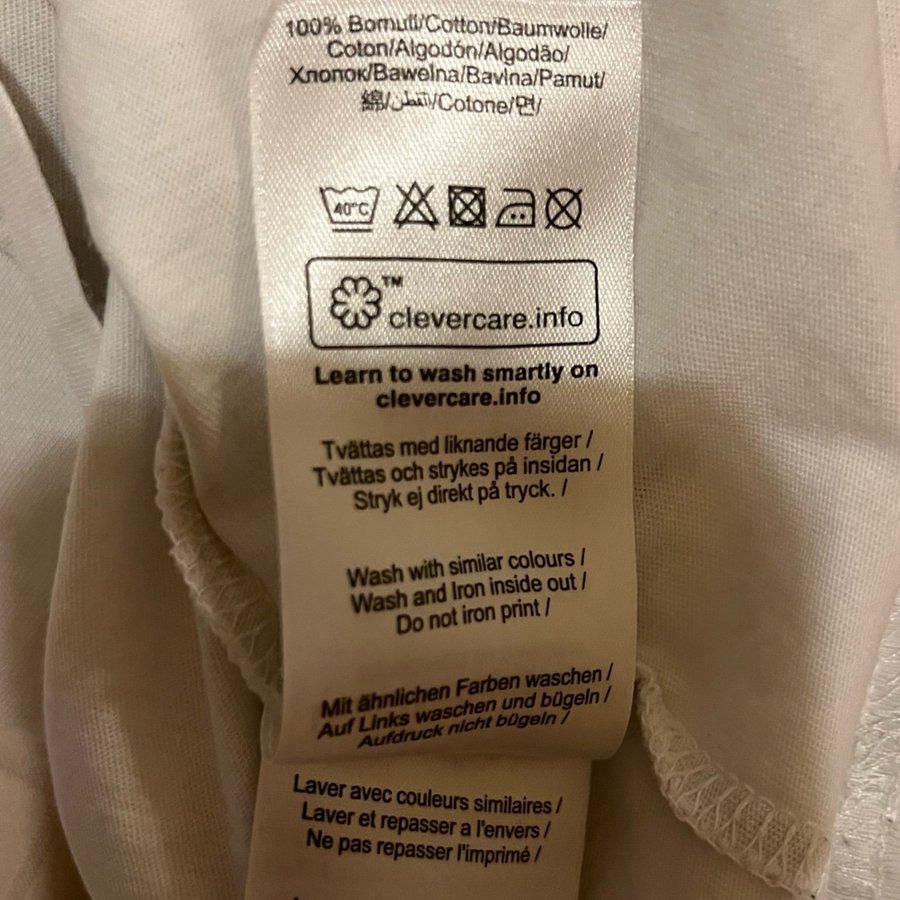 100% Bomull/Cotton/Baumwolle/
Coton/Algodón/Algodão/
Хлопок/Bawełna/Bavlna/Pamut/
綿/القطن/Cotone/면/
40°C
™
clevercare.info
Learn to wash smartly on
clevercare.info
Tvättas med liknande färger /
Tvättas och strykes på insidan /
Stryk ej direkt på tryck. /
Wash with similar colours /
Wash and Iron inside out /
Do not iron print /
Mit ähnlichen Farben waschen /
Auf Links waschen und bügeln /
Aufdruck nicht bügeln /
Laver avec couleurs similaires /
Laver et repasser a l'envers /
Ne pas repasser l'imprimé /